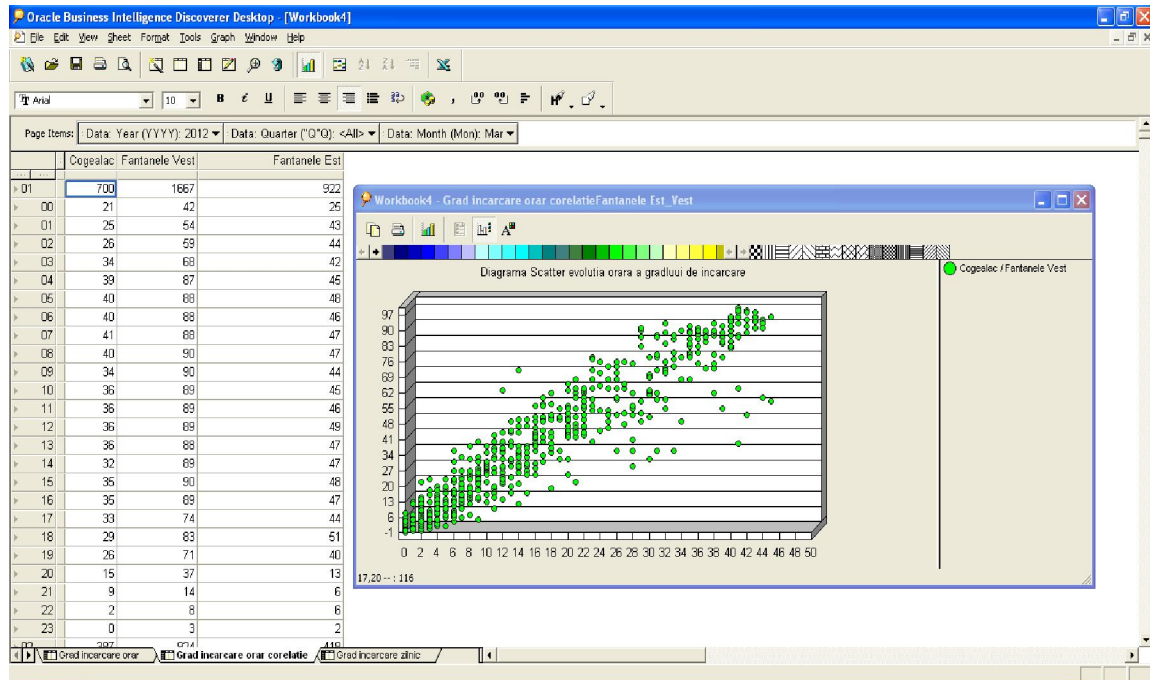 Oracle Business Intelligence Discoverer Desktop - [Workbook4]
File Edit View Sheet Format Tools Graph Window Help
Arial 10 B i U
Page Items: Data: Year (YYYY): 2012 Data: Quarter ("Q"Q): <All> Data: Month (Mon): Mar
Cogealac Fantanele Vest Fantanele Est
01 700 1667 922
00 21 42 25
01 25 54 43
02 26 59 44
03 34 68 42
04 39 87 45
05 40 88 48
06 40 88 46
07 41 88 47
08 40 90 47
09 34 90 44
10 36 89 45
11 36 89 46
12 36 89 49
13 36 88 47
14 32 89 47
15 35 90 48
16 35 89 47
17 33 74 44
18 29 83 51
19 26 71 40
20 15 37 13
21 9 14 6
22 2 8 6
23 0 3 2
Workbook4 - Grad incarcare orar corelatieFantanele Est_Vest
Diagrama Scatter evolutia orara a gradluui de incarcare
Cogealac / Fantanele Vest
97
90
83
76
69
62
55
48
41
34
27
20
13
6
-1
0 2 4 6 8 10 12 14 16 18 20 22 24 26 28 30 32 34 36 38 40 42 44 46 48 50
17,20 -- : 116
Grad incarcare orar Grad incarcare orar corelatie Grad incarcare zilnic